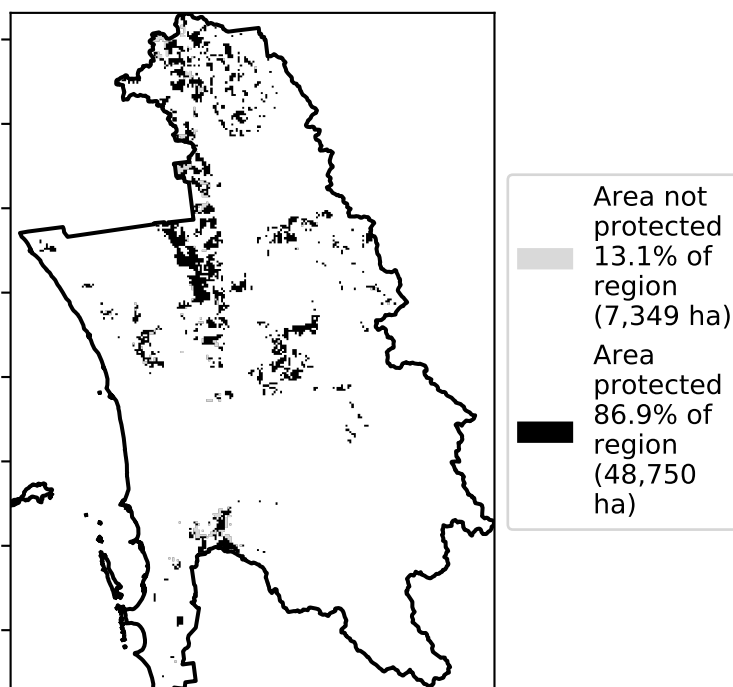 Area not
protected
13.1% of
region
(7,349 ha)
Area
protected
86.9% of
region
(48,750
ha)